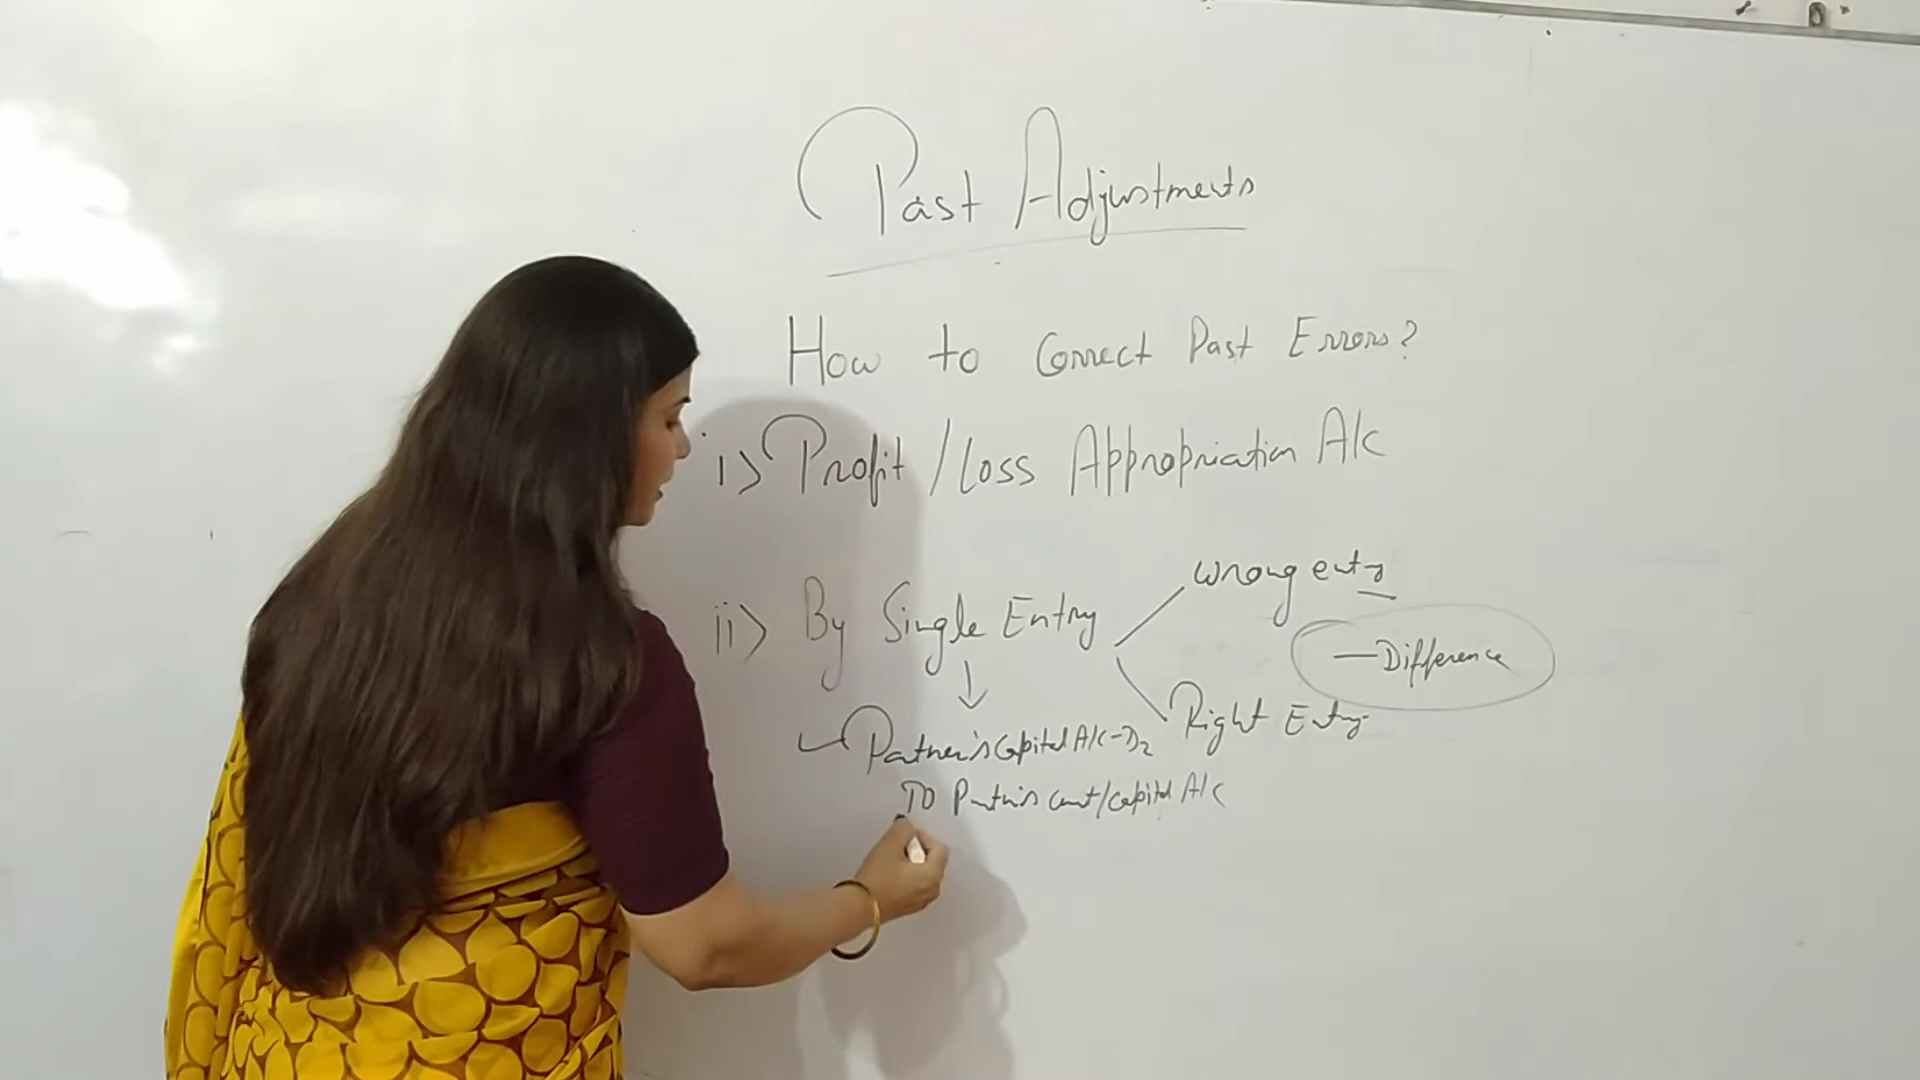 Past Adjustments
How to Correct Past Errors?
i> Profit / Loss Appropriation A/c
ii> By Single Entry
wrong entry
— Difference
Right Entry
Partner's Capital A/c - Dr
To Partner's /capital A/c